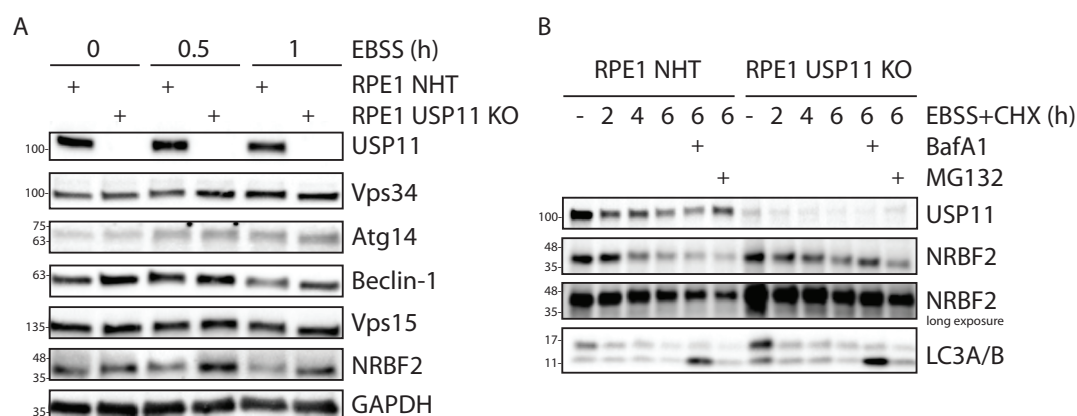 A
0 0.5 1 EBSS (h)
+ + + RPE1 NHT
+ + + RPE1 USP11 KO
100- USP11
100- Vps34
75-
63- Atg14
63- Beclin-1
135- Vps15
48-
35- NRBF2
35- GAPDH
B
RPE1 NHT RPE1 USP11 KO
- 2 4 6 6 6 - 2 4 6 6 6 EBSS+CHX (h)
+ + BafA1
+ + MG132
100- USP11
48-
35- NRBF2
48-
35- NRBF2
long exposure
17-
11- LC3A/B